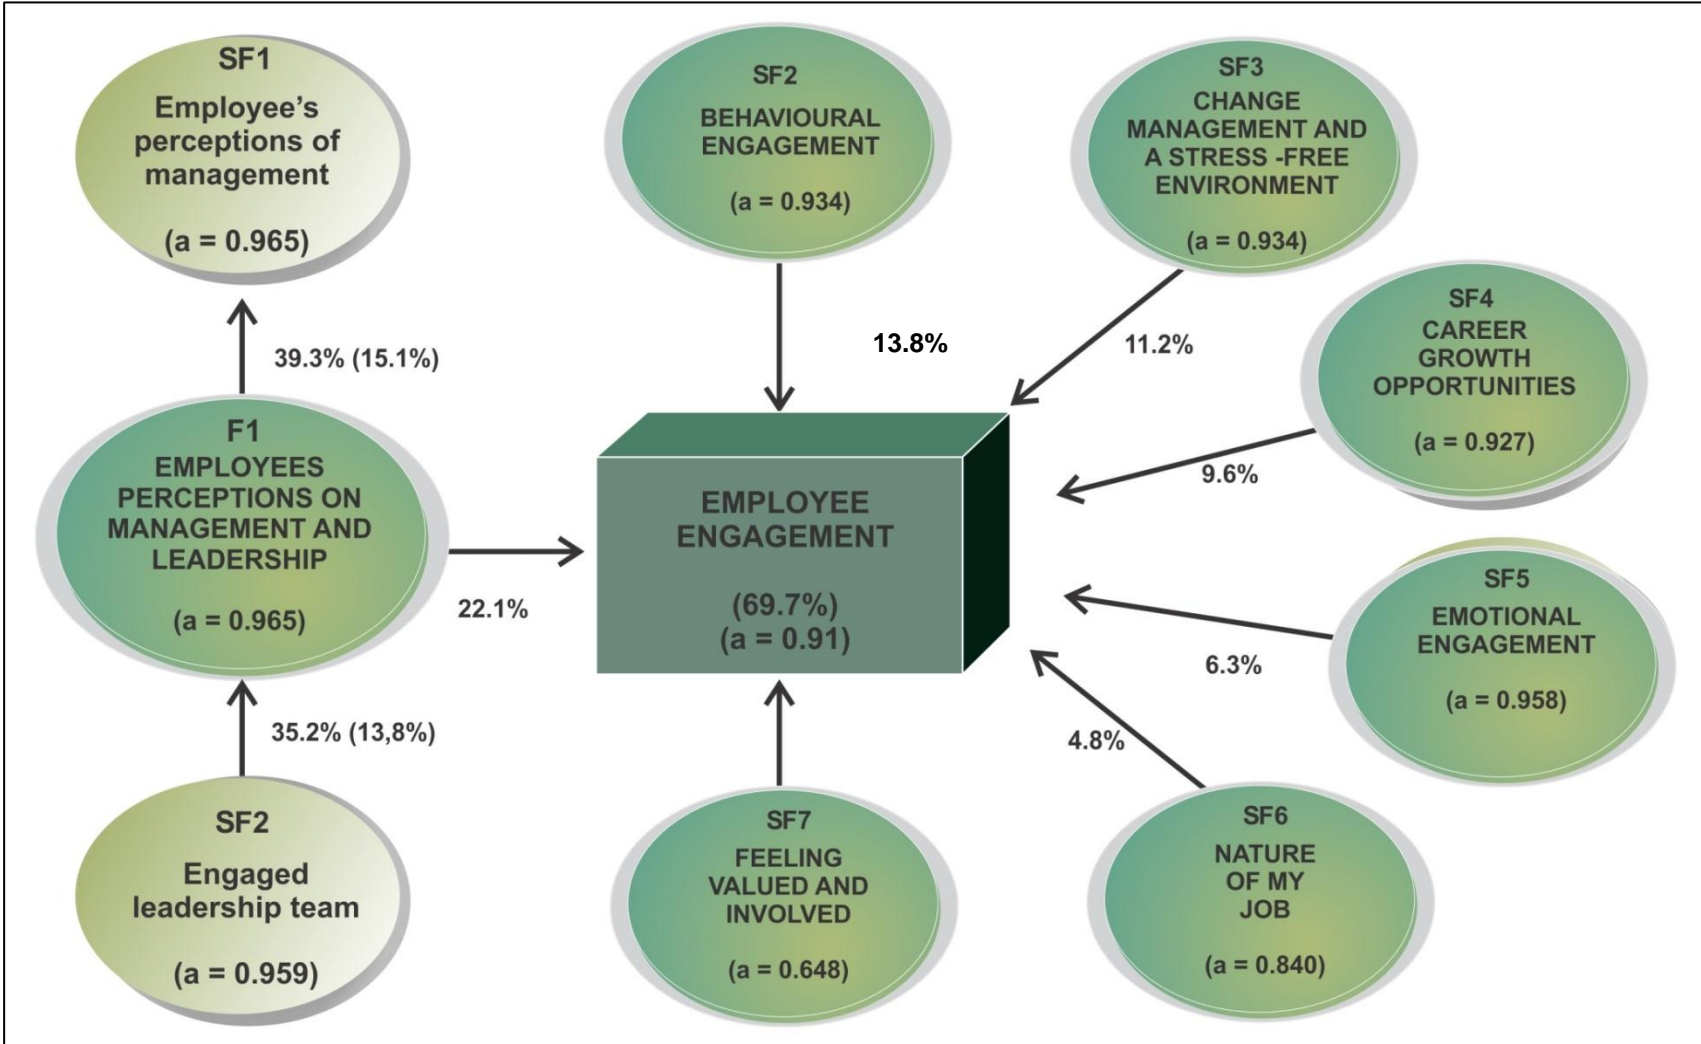 SF1
Employee's
perceptions of
management
(a = 0.965)
39.3% (15.1%)
F1
EMPLOYEES
PERCEPTIONS ON
MANAGEMENT AND
LEADERSHIP
(a = 0.965)
22.1%
35.2% (13,8%)
SF2
Engaged
leadership team
(a = 0.959)
SF2
BEHAVIOURAL
ENGAGEMENT
(a = 0.934)
13.8%
EMPLOYEE
ENGAGEMENT
(69.7%)
(a = 0.91)
SF7
FEELING
VALUED AND
INVOLVED
(a = 0.648)
SF3
CHANGE
MANAGEMENT AND
A STRESS -FREE
ENVIRONMENT
(a = 0.934)
11.2%
SF4
CAREER
GROWTH
OPPORTUNITIES
(a = 0.927)
9.6%
SF5
EMOTIONAL
ENGAGEMENT
(a = 0.958)
6.3%
4.8%
SF6
NATURE
OF MY
JOB
(a = 0.840)